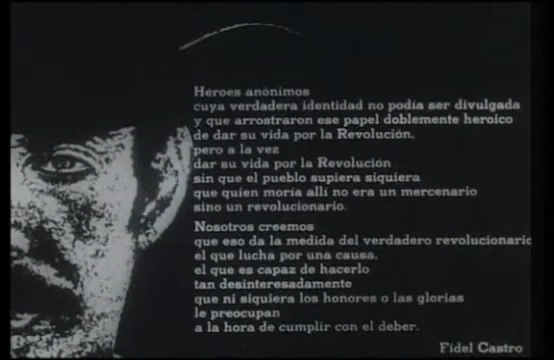 Héroes anónimos
cuya verdadera identidad no podía ser divulgada
y que arrostraron ese papel doblemente heroico
de dar su vida por la Revolución,
pero a la vez
dar su vida por la Revolución
sin que el pueblo supiera siquiera
que quien moría allí no era un mercenario
sino un revolucionario.
Nosotros creemos
que eso da la medida del verdadero revolucionario
el que lucha por una causa,
el que es capaz de hacerlo
tan desinteresadamente
que ni siquiera los honores o las glorias
le preocupan
a la hora de cumplir con el deber.
Fidel Castro